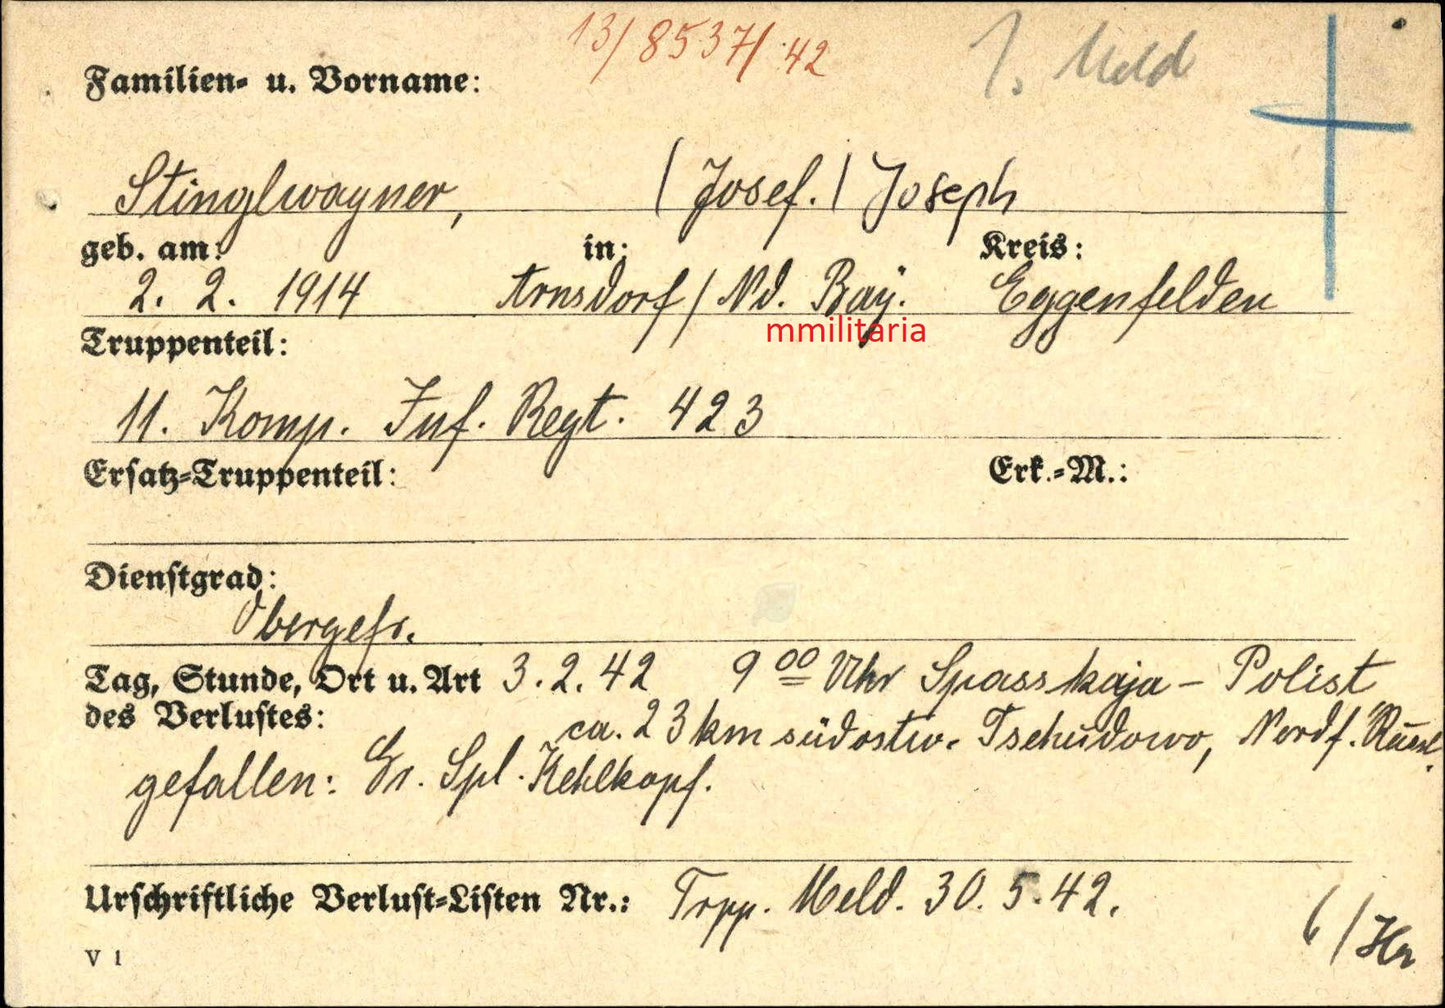 13/8537/42
1. Meld
Familien- u. Vorname:
Stinglwagner, (Josef.) Joseph
geb. am: in: Kreis:
2. 2. 1914 Arnsdorf / Nd. Bay. Eggenfelden
mmilitaria
Truppenteil:
11. Komp. Inf. Regt. 423
Ersatz-Truppenteil: Erk.-M.:
Dienstgrad:
Obergefr.
Tag, Stunde, Ort u. Art 3.2.42 9 00 Uhr Spasskaja - Polist
des Verlustes: ca. 23 km südostw. Tschudowo, Nordf.
gefallen: Gr. Spl. Kehlkopf.
Urschriftliche Verlust-Listen Nr.: Trpp. Meld. 30.5.42.
V 1